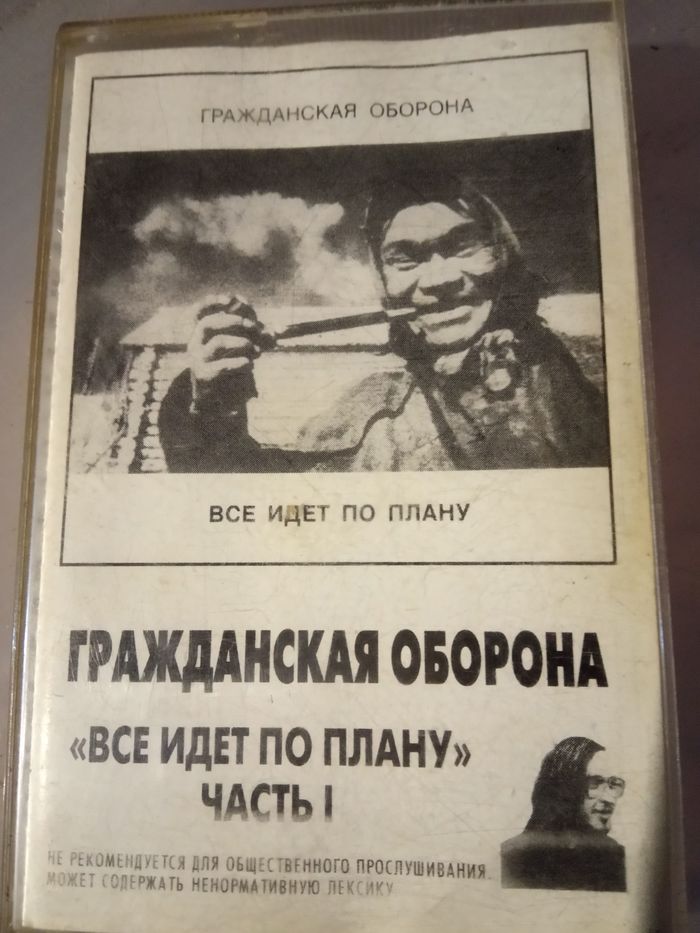 ГРАЖДАНСКАЯ ОБОРОНА
ВСЕ ИДЕТ ПО ПЛАНУ
ГРАЖДАНСКАЯ ОБОРОНА
«ВСЕ ИДЕТ ПО ПЛАНУ»
ЧАСТЬ I
НЕ РЕКОМЕНДУЕТСЯ ДЛЯ ОБЩЕСТВЕННОГО ПРОСЛУШИВАНИЯ.
МОЖЕТ СОДЕРЖАТЬ НЕНОРМАТИВНУЮ ЛЕКСИКУ